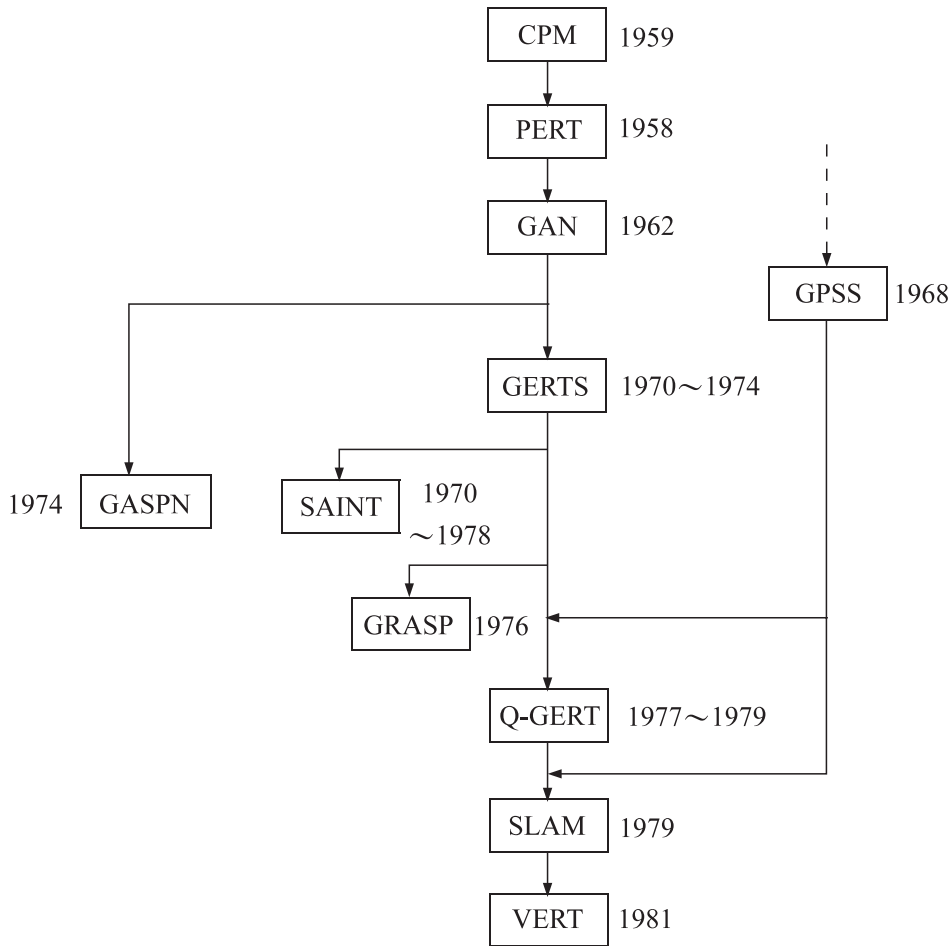 CPM 1959
PERT 1958
GAN 1962
GPSS 1968
GERTS 1970～1974
1974 GASPN
SAINT 1970
～1978
GRASP 1976
Q-GERT 1977～1979
SLAM 1979
VERT 1981